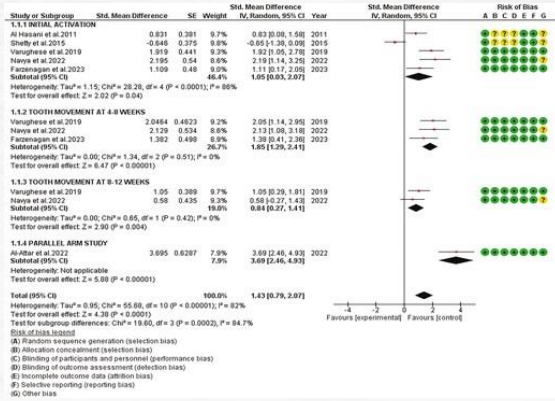 Std. Mean Difference Std. Mean Difference Risk of Bias
Study or Subgroup Std. Mean Difference SE Weight IV, Random, 95% CI IV, Random, 95% CI A B C D E F G
1.1.1 INITIAL ACTIVATION
Al Hasani et al.2011 0.831 0.381 9.7% 0.83 [0.08, 1.58] 2011
Shetty et al.2015 -0.646 0.375 9.8% -0.65 [-1.38, 0.09] 2015
Varughese et al.2019 1.919 0.441 9.3% 1.92 [1.05, 2.78] 2019
Navya et al.2022 2.195 0.54 8.6% 2.19 [1.14, 3.25] 2022
Farzenagan et al.2023 1.109 0.48 9.0% 1.11 [0.17, 2.05] 2023
Subtotal (95% CI) 46.4% 1.05 [0.03, 2.07]
Heterogeneity: Tau² = 1.15; Chi² = 28.28, df = 4 (P < 0.0001); I² = 86%
Test for overall effect: Z = 2.02 (P = 0.04)
1.1.2 TOOTH MOVEMENT AT 4-8 WEEKS
Varughese et al.2019 2.0464 0.4623 9.2% 2.05 [1.14, 2.95] 2019
Navya et al.2022 2.129 0.534 8.6% 2.13 [1.08, 3.18] 2022
Farzenagan et al.2023 1.382 0.498 8.9% 1.38 [0.41, 2.36] 2023
Subtotal (95% CI) 26.7% 1.85 [1.29, 2.41]
Heterogeneity: Tau² = 0.00; Chi² = 1.34, df = 2 (P = 0.51); I² = 0%
Test for overall effect: Z = 6.47 (P < 0.00001)
1.1.3 TOOTH MOVEMENT AT 8-12 WEEKS
Varughese et al.2019 1.05 0.389 9.7% 1.05 [0.29, 1.81] 2019
Navya et al.2022 0.58 0.435 9.3% 0.58 [-0.27, 1.43] 2022
Subtotal (95% CI) 19.0% 0.84 [0.27, 1.41]
Heterogeneity: Tau² = 0.00; Chi² = 0.65, df = 1 (P = 0.42); I² = 0%
Test for overall effect: Z = 2.90 (P = 0.004)
1.1.4 PARALLEL ARM STUDY
Al-Attar et al.2022 3.695 0.6287 7.9% 3.69 [2.46, 4.93] 2022
Subtotal (95% CI) 7.9% 3.69 [2.46, 4.93]
Heterogeneity: Not applicable
Test for overall effect: Z = 5.88 (P < 0.00001)
Total (95% CI) 100.0% 1.43 [0.79, 2.07]
Heterogeneity: Tau² = 0.95; Chi² = 55.68, df = 10 (P < 0.00001); I² = 82%
Test for overall effect: Z = 4.38 (P < 0.0001)
Test for subgroup differences: Chi² = 19.60, df = 3 (P = 0.0002), I² = 84.7%
-4 -2 0 2 4
Favours [experimental] Favours [control]
Risk of bias legend
(A) Random sequence generation (selection bias)
(B) Allocation concealment (selection bias)
(C) Blinding of participants and personnel (performance bias)
(D) Blinding of outcome assessment (detection bias)
(E) Incomplete outcome data (attrition bias)
(F) Selective reporting (reporting bias)
(G) Other bias